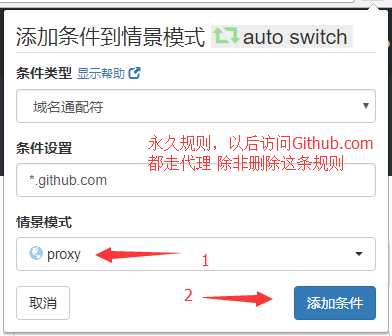 添加条件到情景模式 auto switch
条件类型 显示帮助
域名通配符
永久规则，以后访问Github.com
都走代理 除非删除这条规则
条件设置
*.github.com
情景模式
proxy
1
2
取消
添加条件